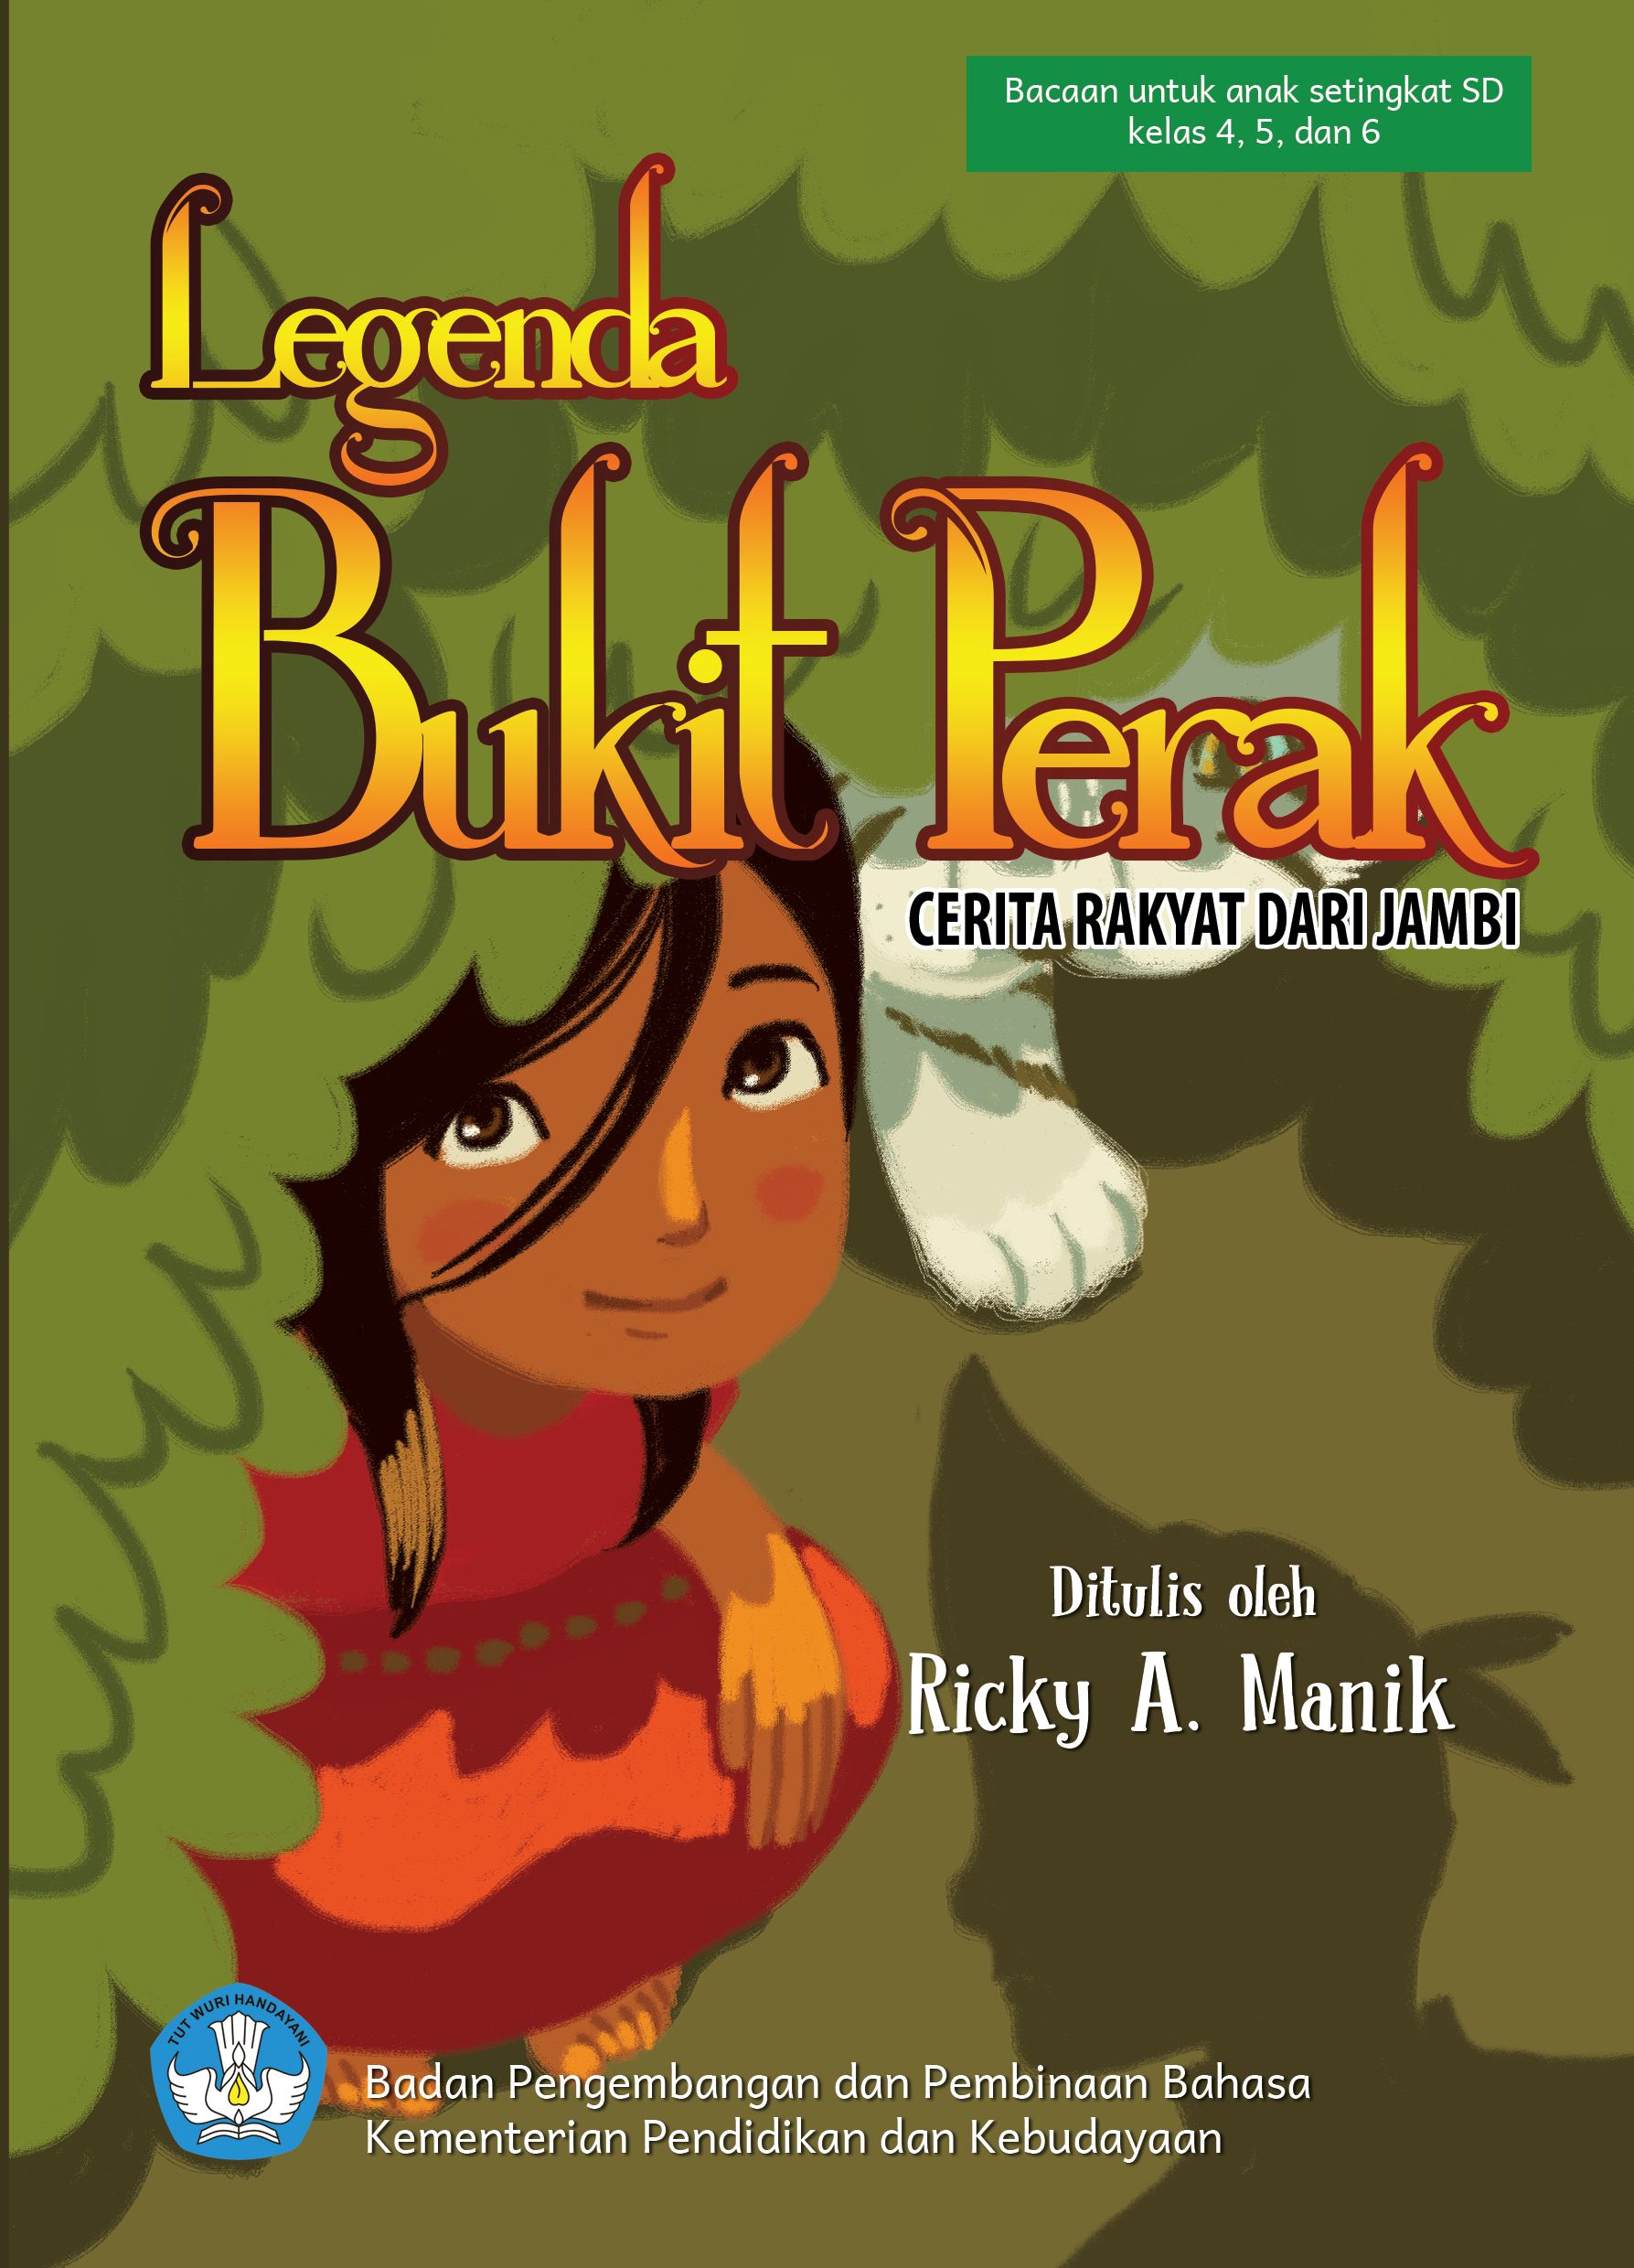 Bacaan untuk anak setingkat SD
kelas 4, 5, dan 6
Legenda
Bukit Perak
CERITA RAKYAT DARI JAMBI
Ditulis oleh
Ricky A. Manik
TUT WURI HANDAYANI
Badan Pengembangan dan Pembinaan Bahasa
Kementerian Pendidikan dan Kebudayaan